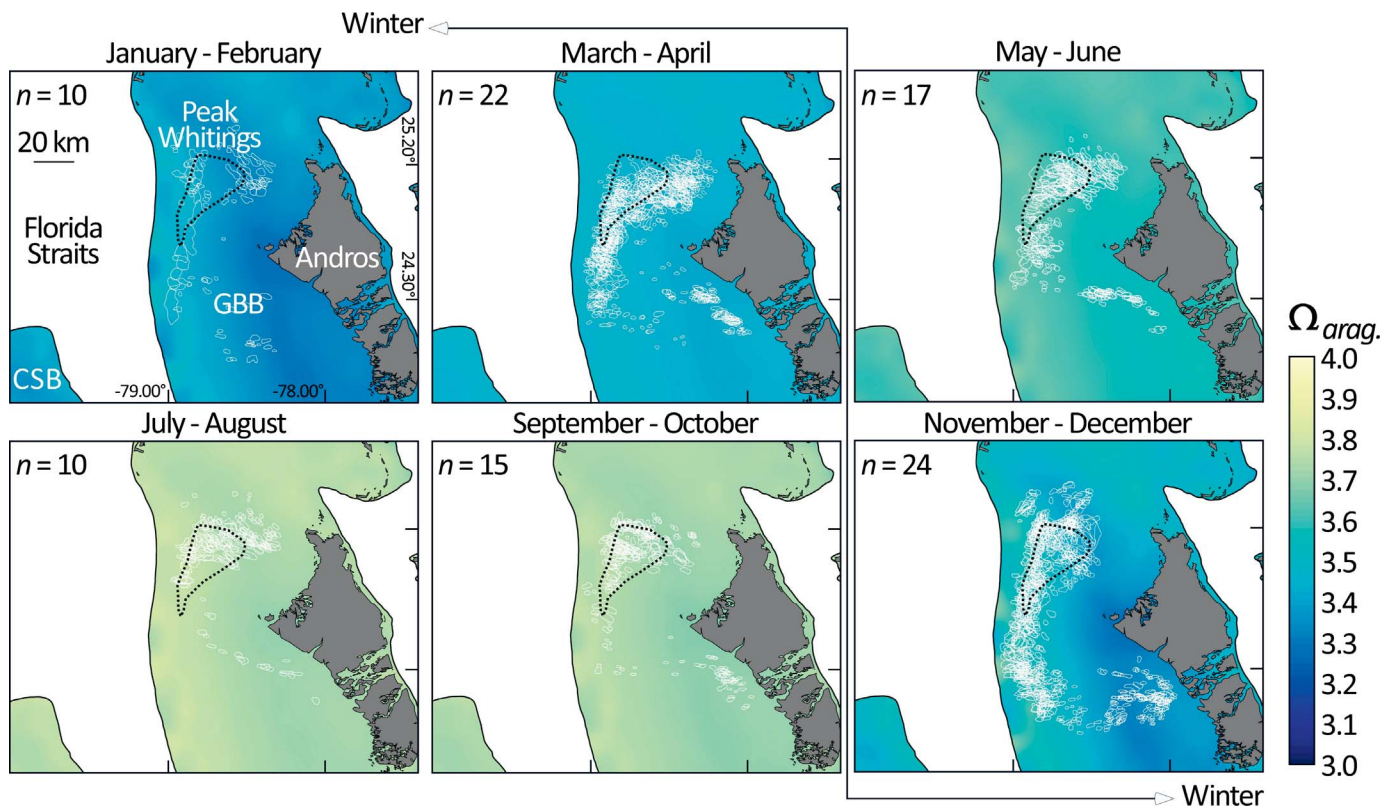 Winter
January - February
March - April
May - June
n = 10
n = 22
n = 17
Peak
Whitings
20 km
25.20°
Florida
Straits
Andros
24.30°
GBB
CSB
-79.00°
-78.00°
Ω arag.
4.0
3.9
3.8
3.7
3.6
3.5
3.4
3.3
3.2
3.1
3.0
July - August
September - October
November - December
n = 10
n = 15
n = 24
Winter